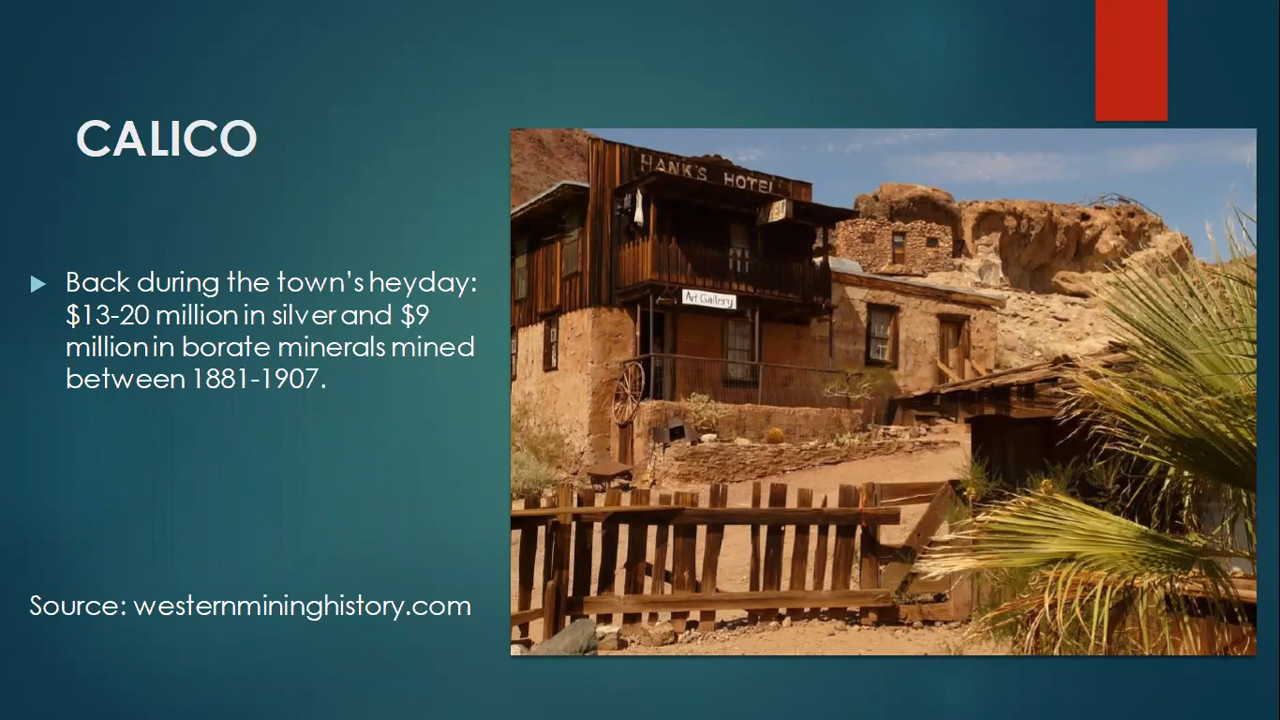 CALICO
Back during the town's heyday:
$13-20 million in silver and $9
million in borate minerals mined
between 1881-1907.
Source: westernmininghistory.com
HANK'S HOTEL
Art Gallery